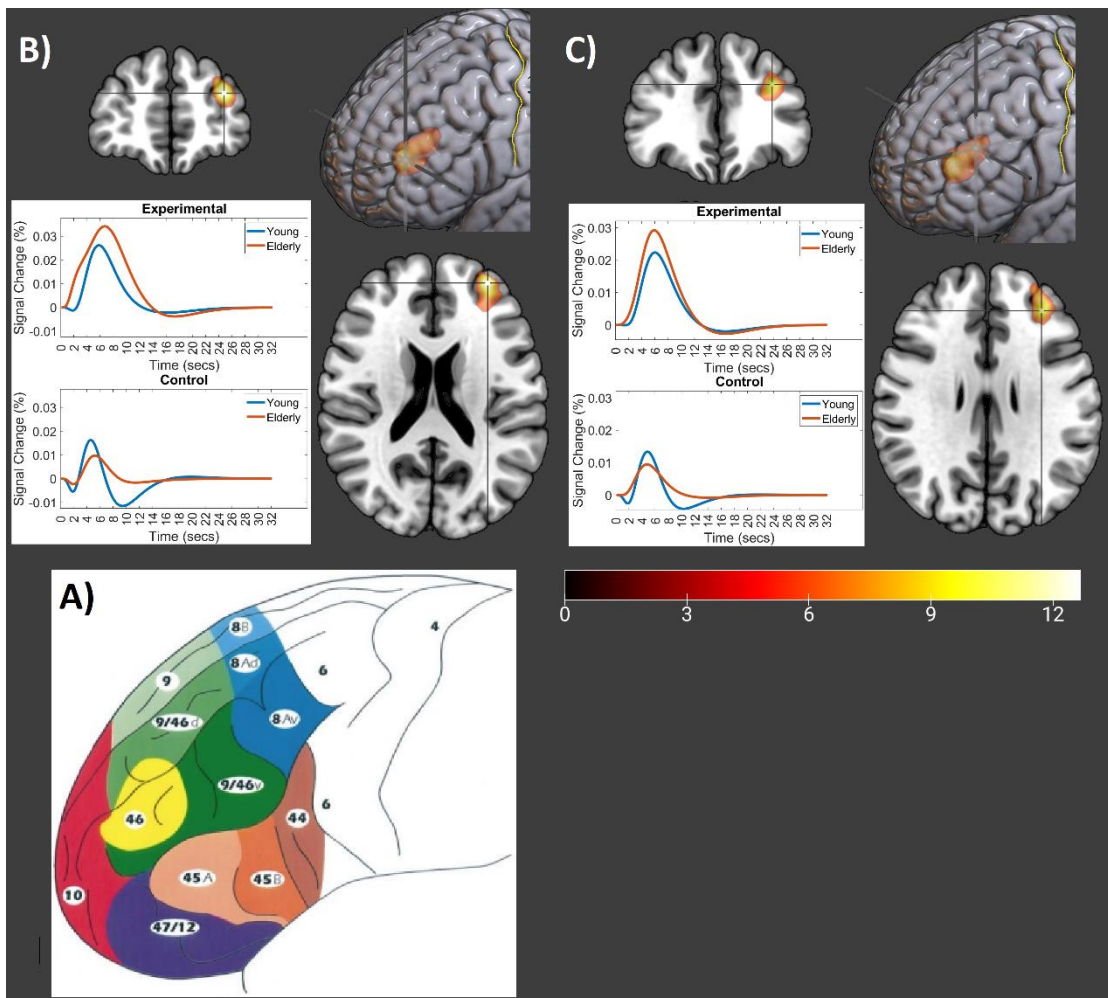 B)
Experimental
Signal Change (%)
0.03
0.02
0.01
0
-0.01
Young
Elderly
0 2 4 6 8 10 12 14 16 18 20 22 24 26 28 30 32
Time (secs)
Control
Signal Change (%)
0.03
0.02
0.01
0
-0.01
Young
Elderly
0 2 4 6 8 10 12 14 16 18 20 22 24 26 28 30 32
Time (secs)
C)
Experimental
Signal Change (%)
0.03
0.02
0.01
0
Young
Elderly
0 2 4 6 8 10 12 14 16 18 20 22 24 26 28 30 32
Time (secs)
Control
Signal Change (%)
0.03
0.02
0.01
0
Young
Elderly
0 2 4 6 8 10 12 14 16 18 20 22 24 26 28 30 32
Time (secs)
0 3 6 9 12
A)
8B
4
8Ad
6
9
9/46d
8Av
9/46v
46
44
6
45A
45B
10
47/12